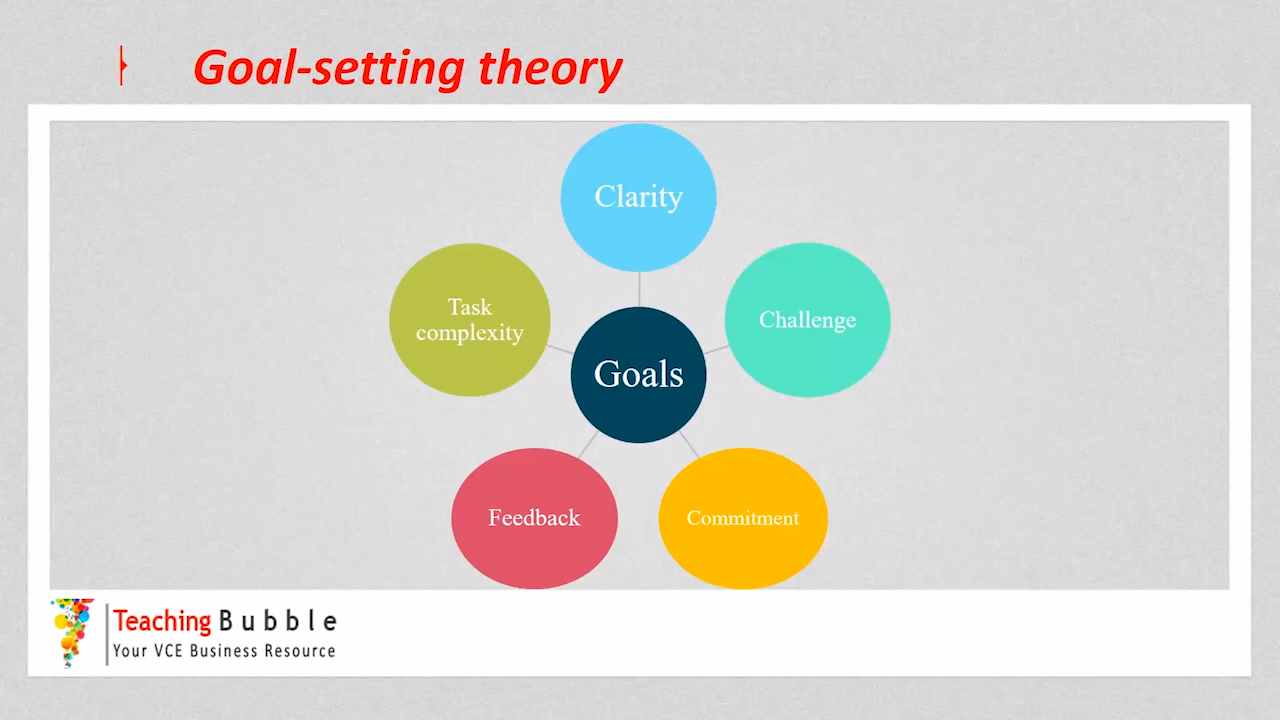 Goal-setting theory
Clarity
Task
complexity
Challenge
Goals
Feedback
Commitment
Teaching Bubble
Your VCE Business Resource